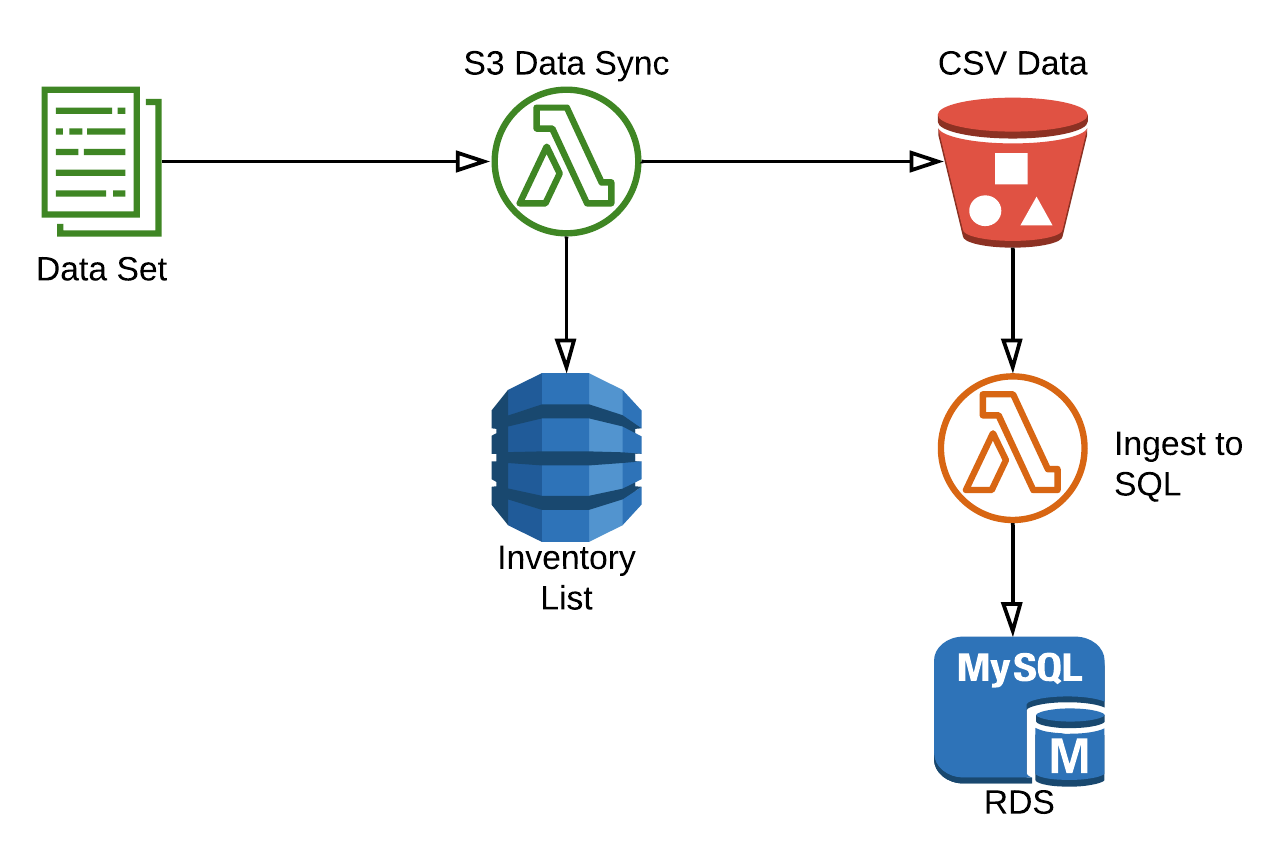 S3 Data Sync
CSV Data
Data Set
Ingest to
SQL
Inventory
List
MySQL
M
RDS